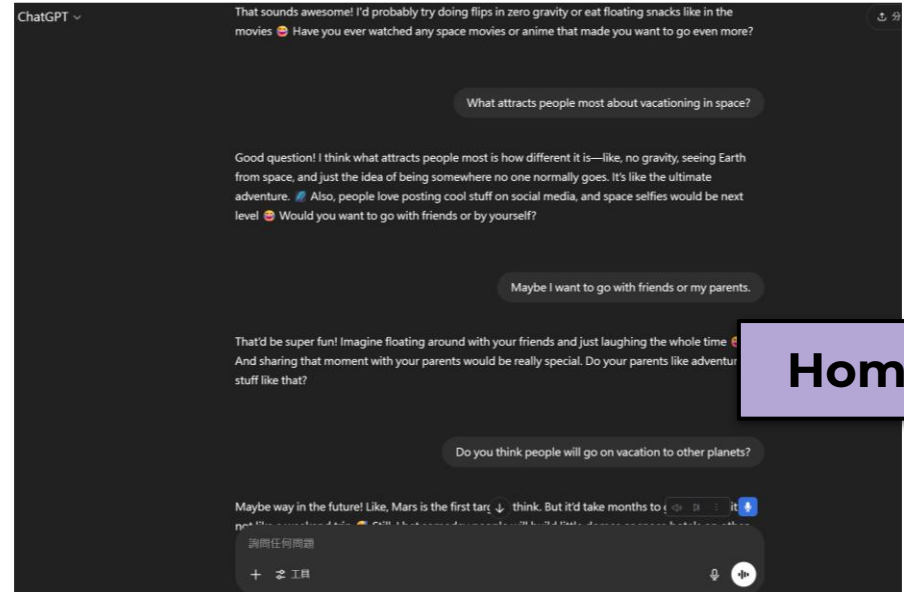 ChatGPT
That sounds awesome! I'd probably try doing flips in zero gravity or eat floating snacks like in the
movies 😄 Have you ever watched any space movies or anime that made you want to go even more?
分
What attracts people most about vacationing in space?
Good question! I think what attracts people most is how different it is—like, no gravity, seeing Earth
from space, and just the idea of being somewhere no one normally goes. It's like the ultimate
adventure. 🌌 Also, people love posting cool stuff on social media, and space selfies would be next
level 😄 Would you want to go with friends or by yourself?
Maybe I want to go with friends or my parents.
That'd be super fun! Imagine floating around with your friends and just laughing the whole time
And sharing that moment with your parents would be really special. Do your parents like adventur
stuff like that?
Hom
Do you think people will go on vacation to other planets?
Maybe way in the future! Like, Mars is the first targ think. But it'd take months to g it
詢問任何問題
工具